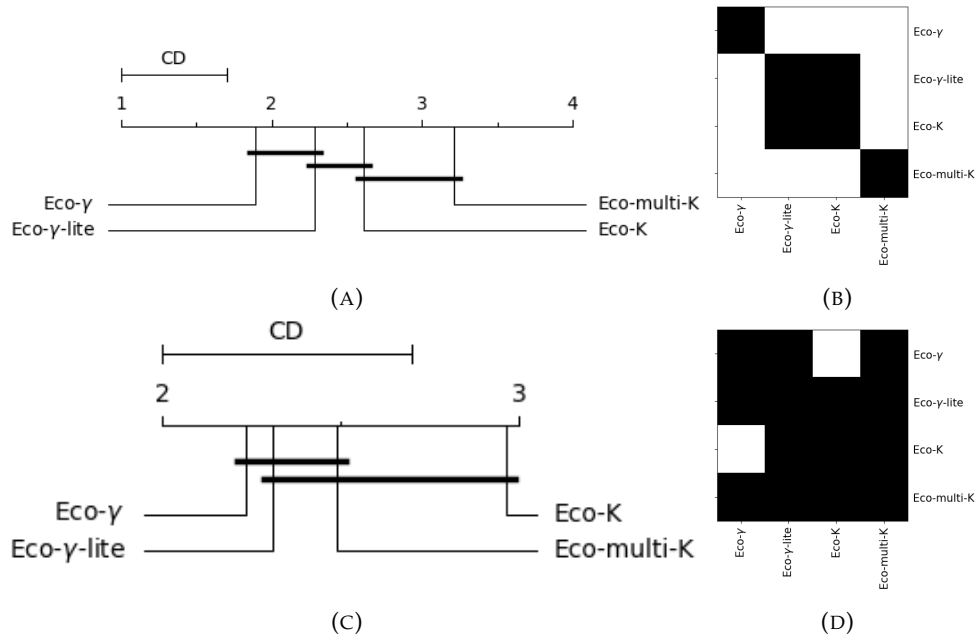 CD
1 2 3 4
Eco-γ Eco-multi-K
Eco-γ-lite Eco-K
(A)
Eco-γ
Eco-γ-lite
Eco-K
Eco-multi-K
Eco-γ Eco-γ-lite Eco-K Eco-multi-K
(B)
CD
2 3
Eco-γ Eco-K
Eco-γ-lite Eco-multi-K
(C)
Eco-γ
Eco-γ-lite
Eco-K
Eco-multi-K
Eco-γ Eco-γ-lite Eco-K Eco-multi-K
(D)